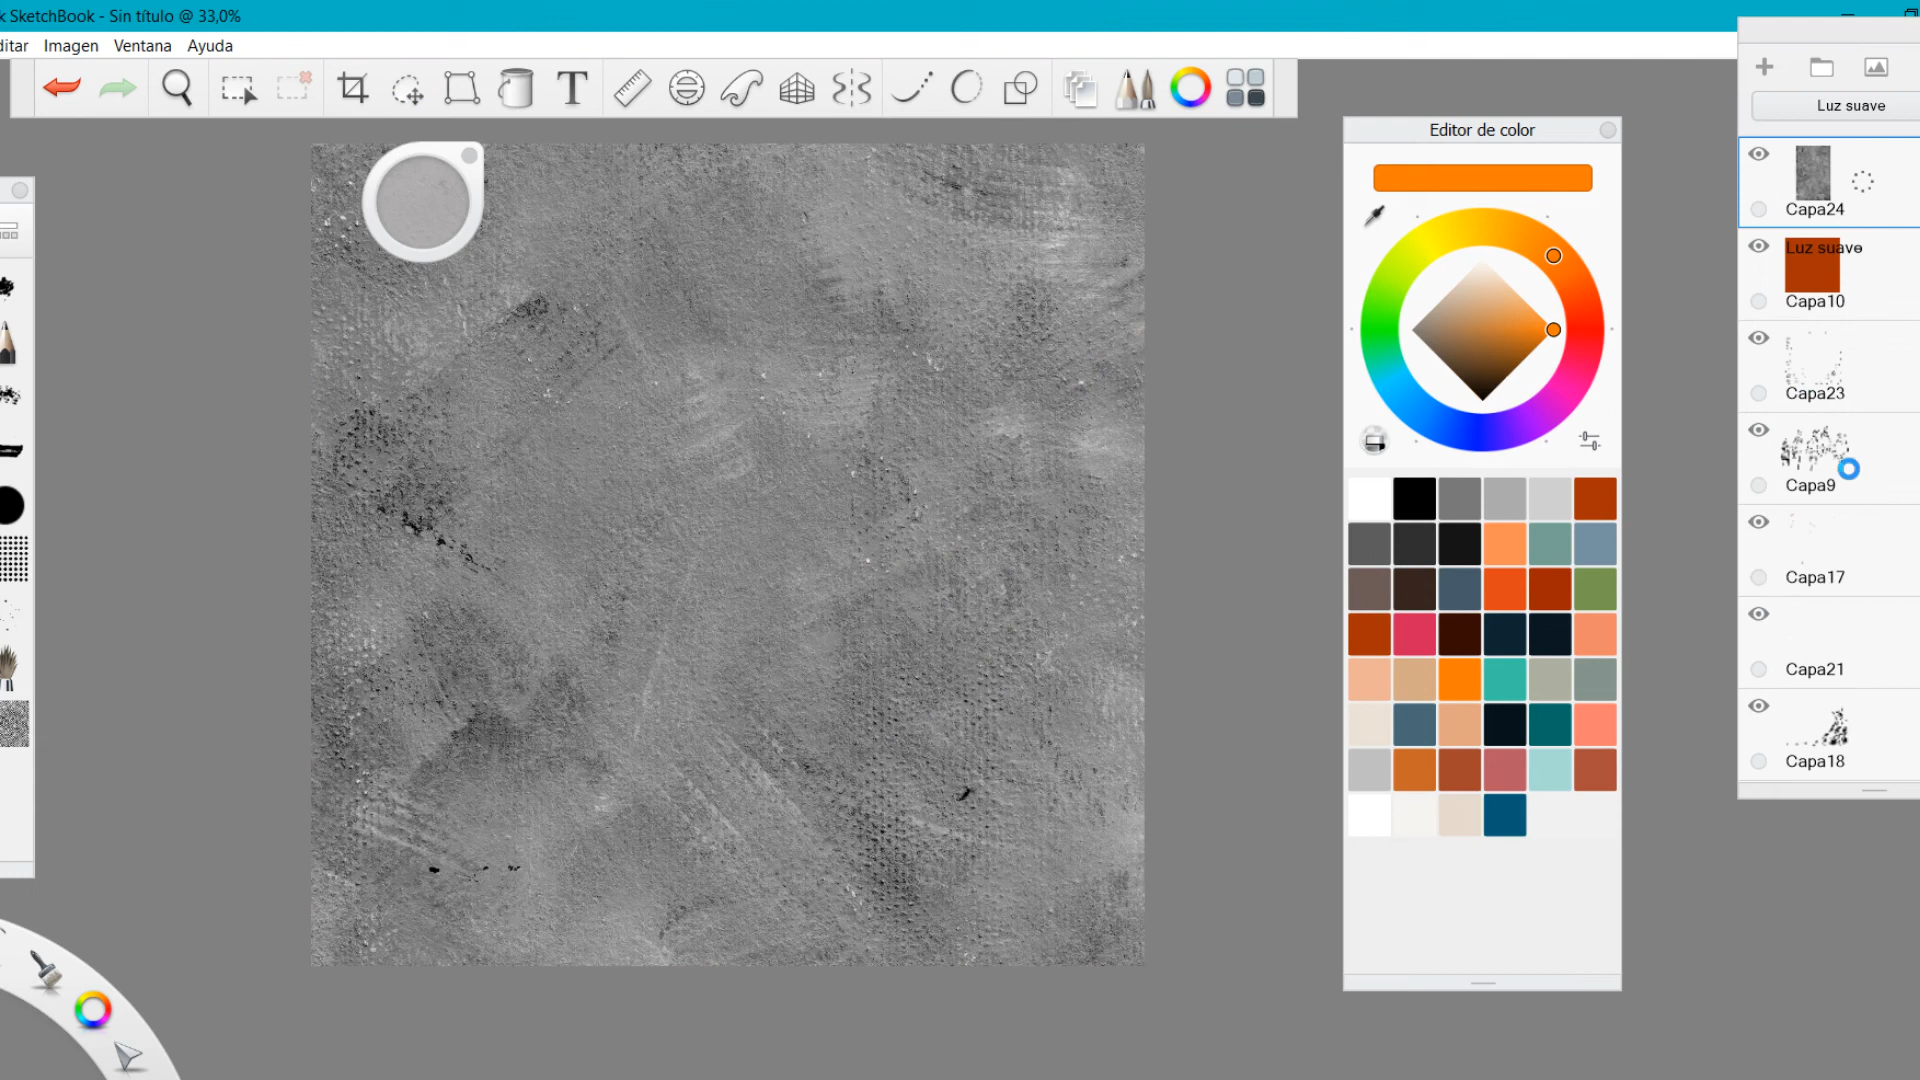 k SketchBook - Sin título @ 33,0%
ditar Imagen Ventana Ayuda
T
Luz suave
Editor de color
Capa24
Luz suave
Capa10
Capa23
Capa9
Capa17
Capa21
Capa18